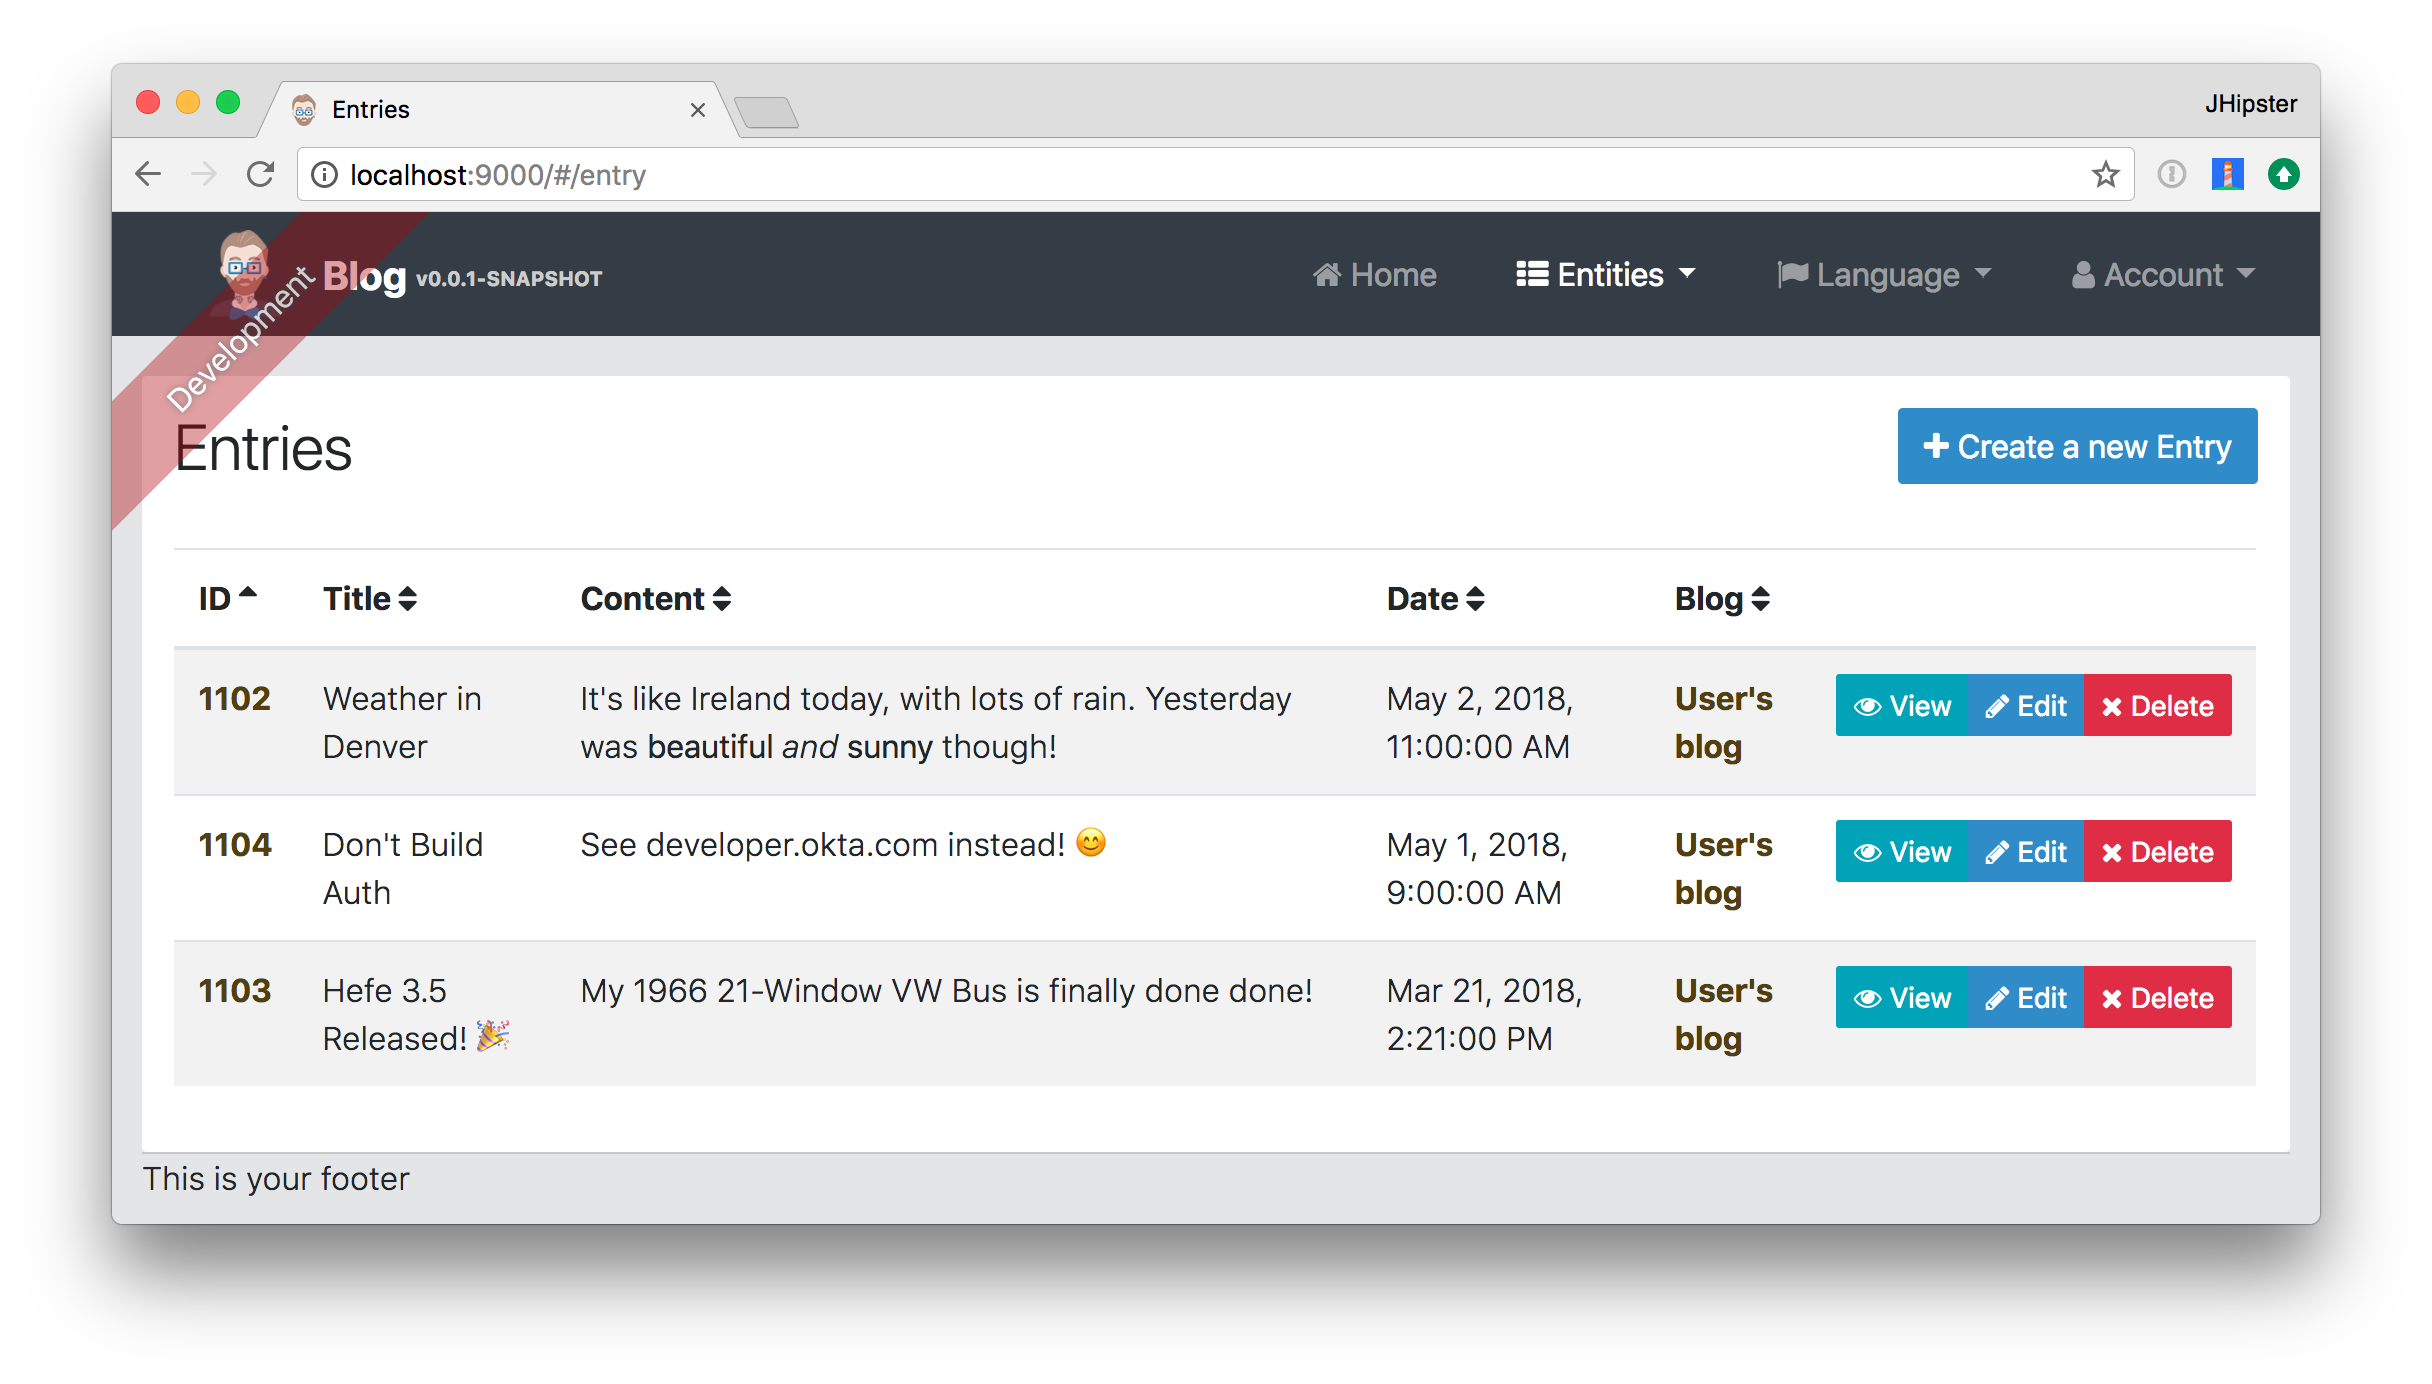 Entries
JHipster
localhost:9000/#/entry
Development
Blog v0.0.1-SNAPSHOT
Home
Entities
Language
Account
Entries
Create a new Entry
ID Title Content Date Blog
1102 Weather in It's like Ireland today, with lots of rain. Yesterday May 2, 2018, User's View Edit Delete
Denver was beautiful and sunny though! 11:00:00 AM blog
1104 Don't Build See developer.okta.com instead! 😊 May 1, 2018, User's View Edit Delete
Auth 9:00:00 AM blog
1103 Hefe 3.5 My 1966 21-Window VW Bus is finally done done! Mar 21, 2018, User's View Edit Delete
Released! 🎉 2:21:00 PM blog
This is your footer